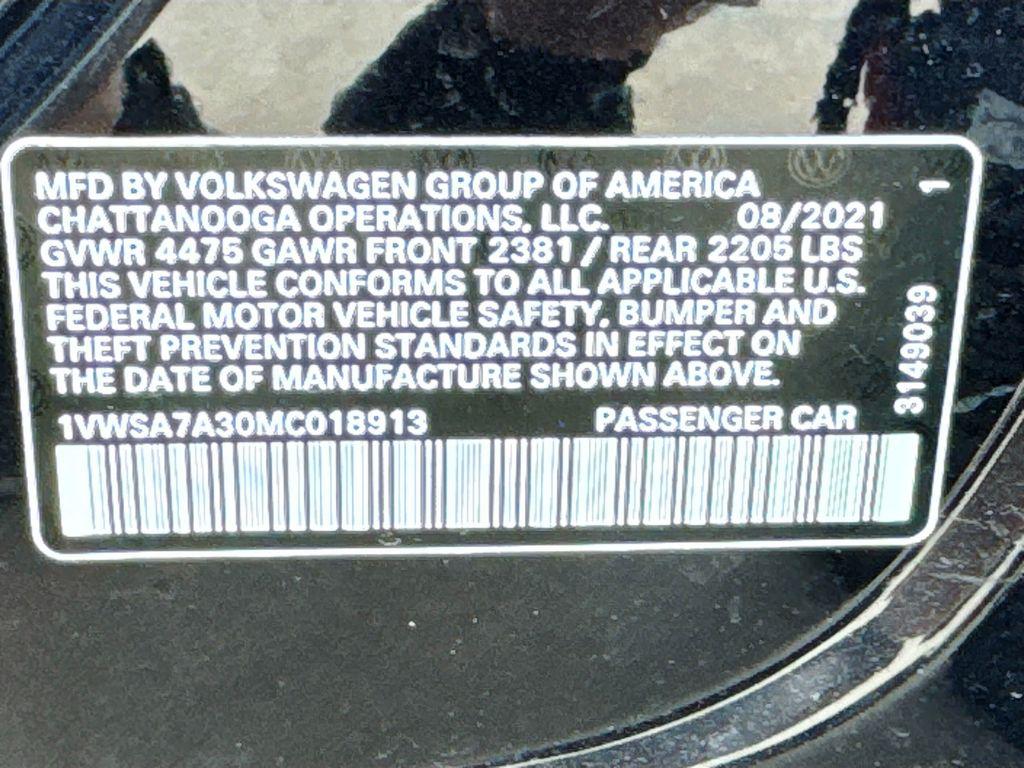 MFD BY VOLKSWAGEN GROUP OF AMERICA
CHATTANOOGA OPERATIONS, LLC. 08/2021
GVWR 4475 GAWR FRONT 2381 / REAR 2205 LBS
THIS VEHICLE CONFORMS TO ALL APPLICABLE U.S.
FEDERAL MOTOR VEHICLE SAFETY, BUMPER AND
THEFT PREVENTION STANDARDS IN EFFECT ON
THE DATE OF MANUFACTURE SHOWN ABOVE.
1VWSA7A30MC018913 PASSENGER CAR
3149039 1